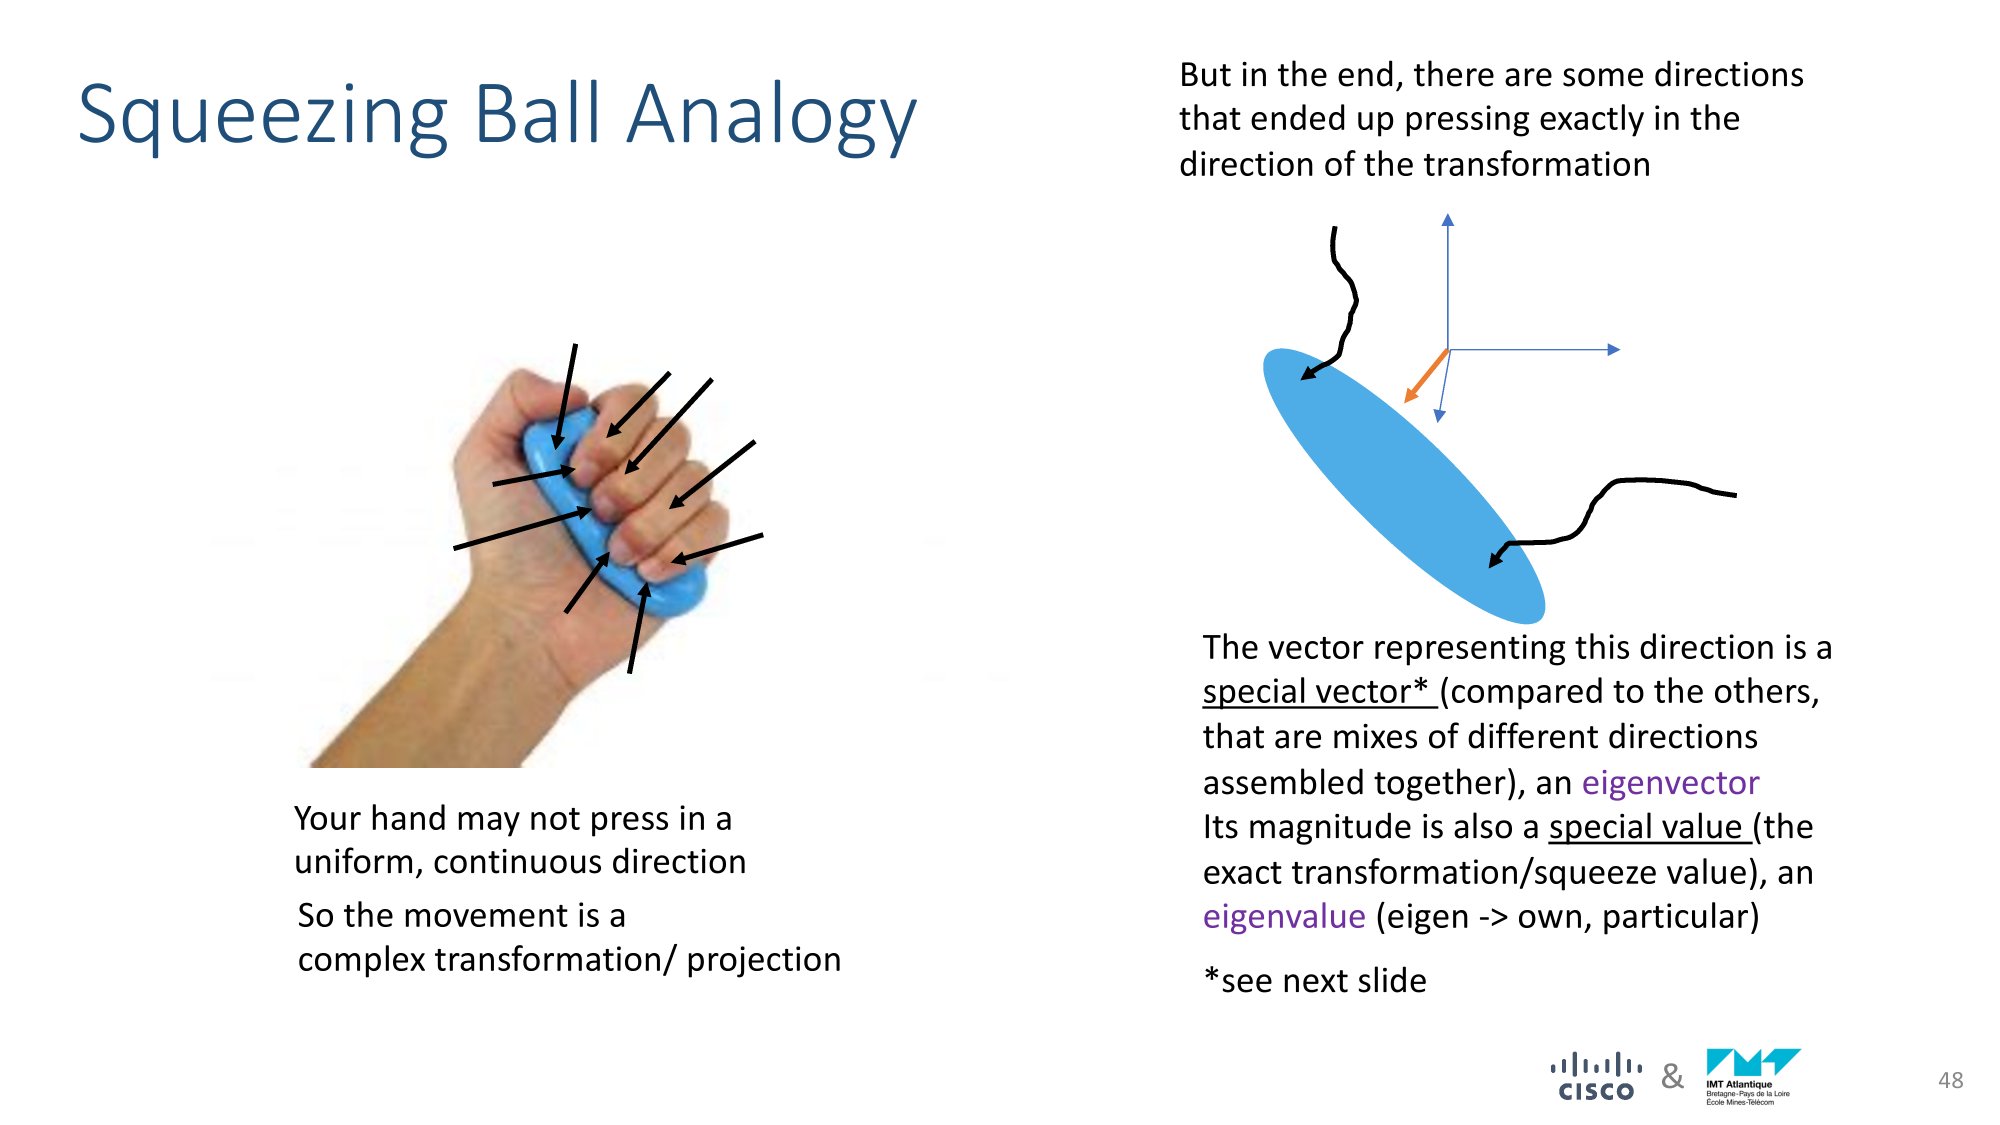 Squeezing Ball Analogy
But in the end, there are some directions
that ended up pressing exactly in the
direction of the transformation
Your hand may not press in a
uniform, continuous direction
So the movement is a
complex transformation/ projection
The vector representing this direction is a
special vector* (compared to the others,
that are mixes of different directions
assembled together), an eigenvector
Its magnitude is also a special value (the
exact transformation/squeeze value), an
eigenvalue (eigen -> own, particular)
*see next slide
CISCO
&
IMT Atlantique
Bretagne-Pays de la Loire
École Mines-Télécom
48